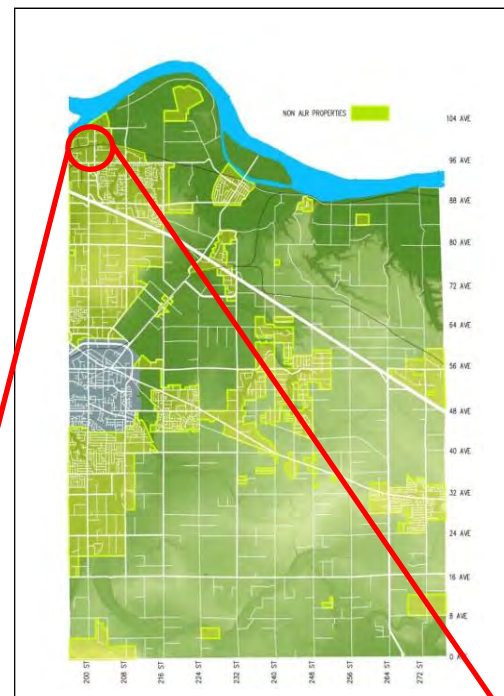 NON ALR PROPERTIES
104 AVE
96 AVE
88 AVE
80 AVE
72 AVE
64 AVE
56 AVE
48 AVE
40 AVE
32 AVE
24 AVE
16 AVE
8 AVE
0 AVE
200 ST
208 ST
216 ST
224 ST
232 ST
240 ST
248 ST
256 ST
264 ST
272 ST